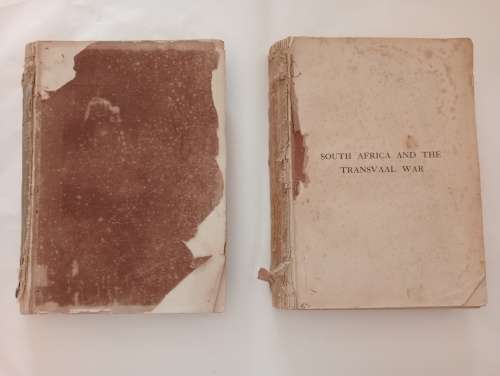 SOUTH AFRICA AND THE
TRANSVAAL WAR